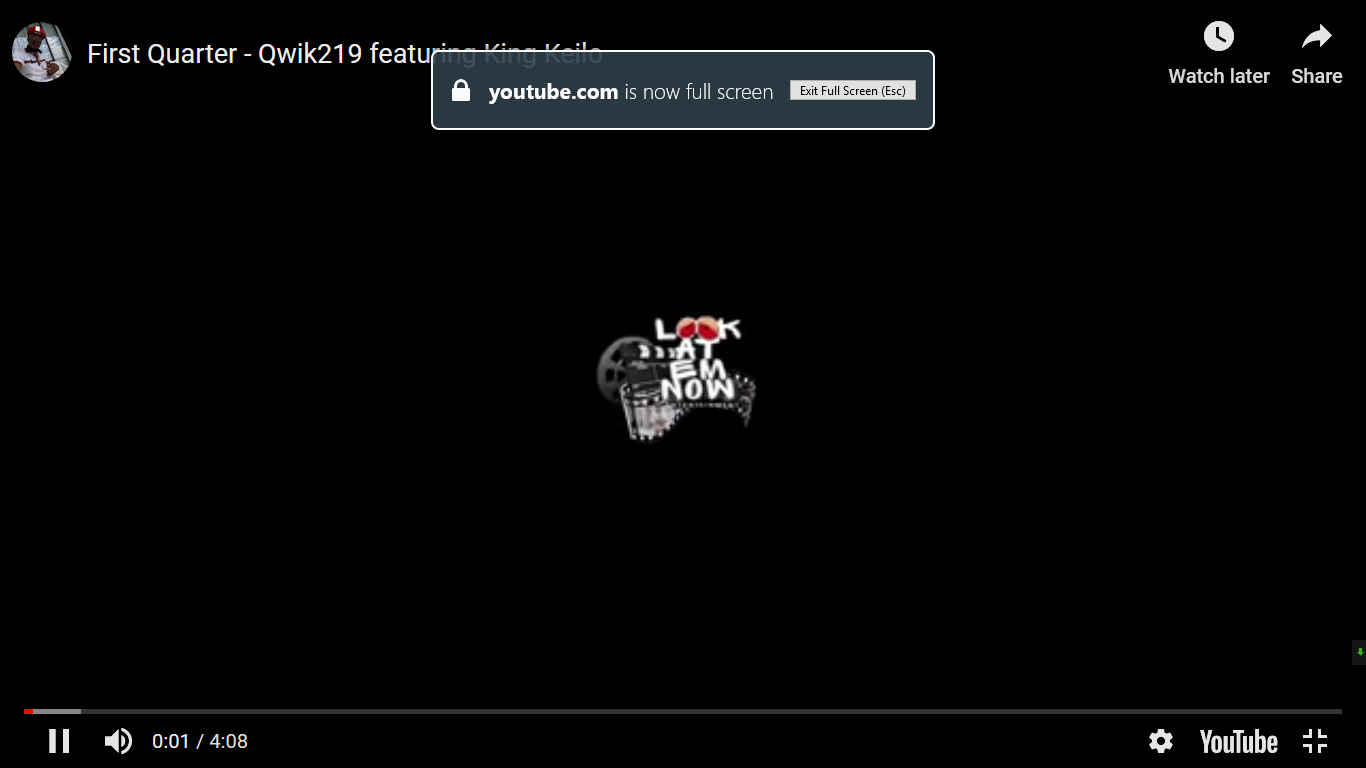 First Quarter - Qwik219 featuring King Keilo
youtube.com is now full screen
Exit Full Screen (Esc)
Watch later
Share
LOOK
AT
EM
NOW
ENTERTAINMENT
0:01 / 4:08
YouTube